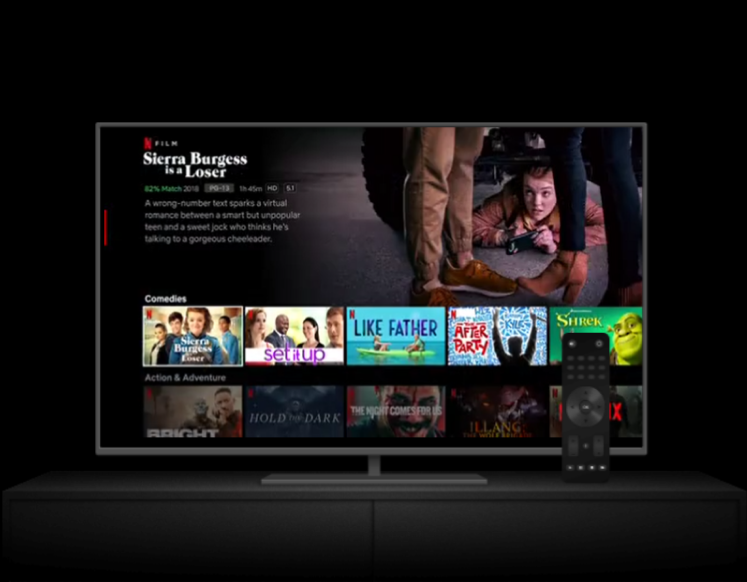 FILM
Sierra Burgess
is a Loser
82% Match 2018 PG-13 1h 45m HD 5.1
A wrong-number text sparks a virtual
romance between a smart but unpopular
teen and a sweet jock who thinks he's
talking to a gorgeous cheeleader.
Comedies
Sierra
Burgess
is a
Loser
set it up
LIKE FATHER
THE
AFTER
PARTY
SHREK
Action & Adventure
BRIGHT
HOLD THE DARK
THE NIGHT COMES FOR US
ILLANG
THE WOLF BRIGADE
OK